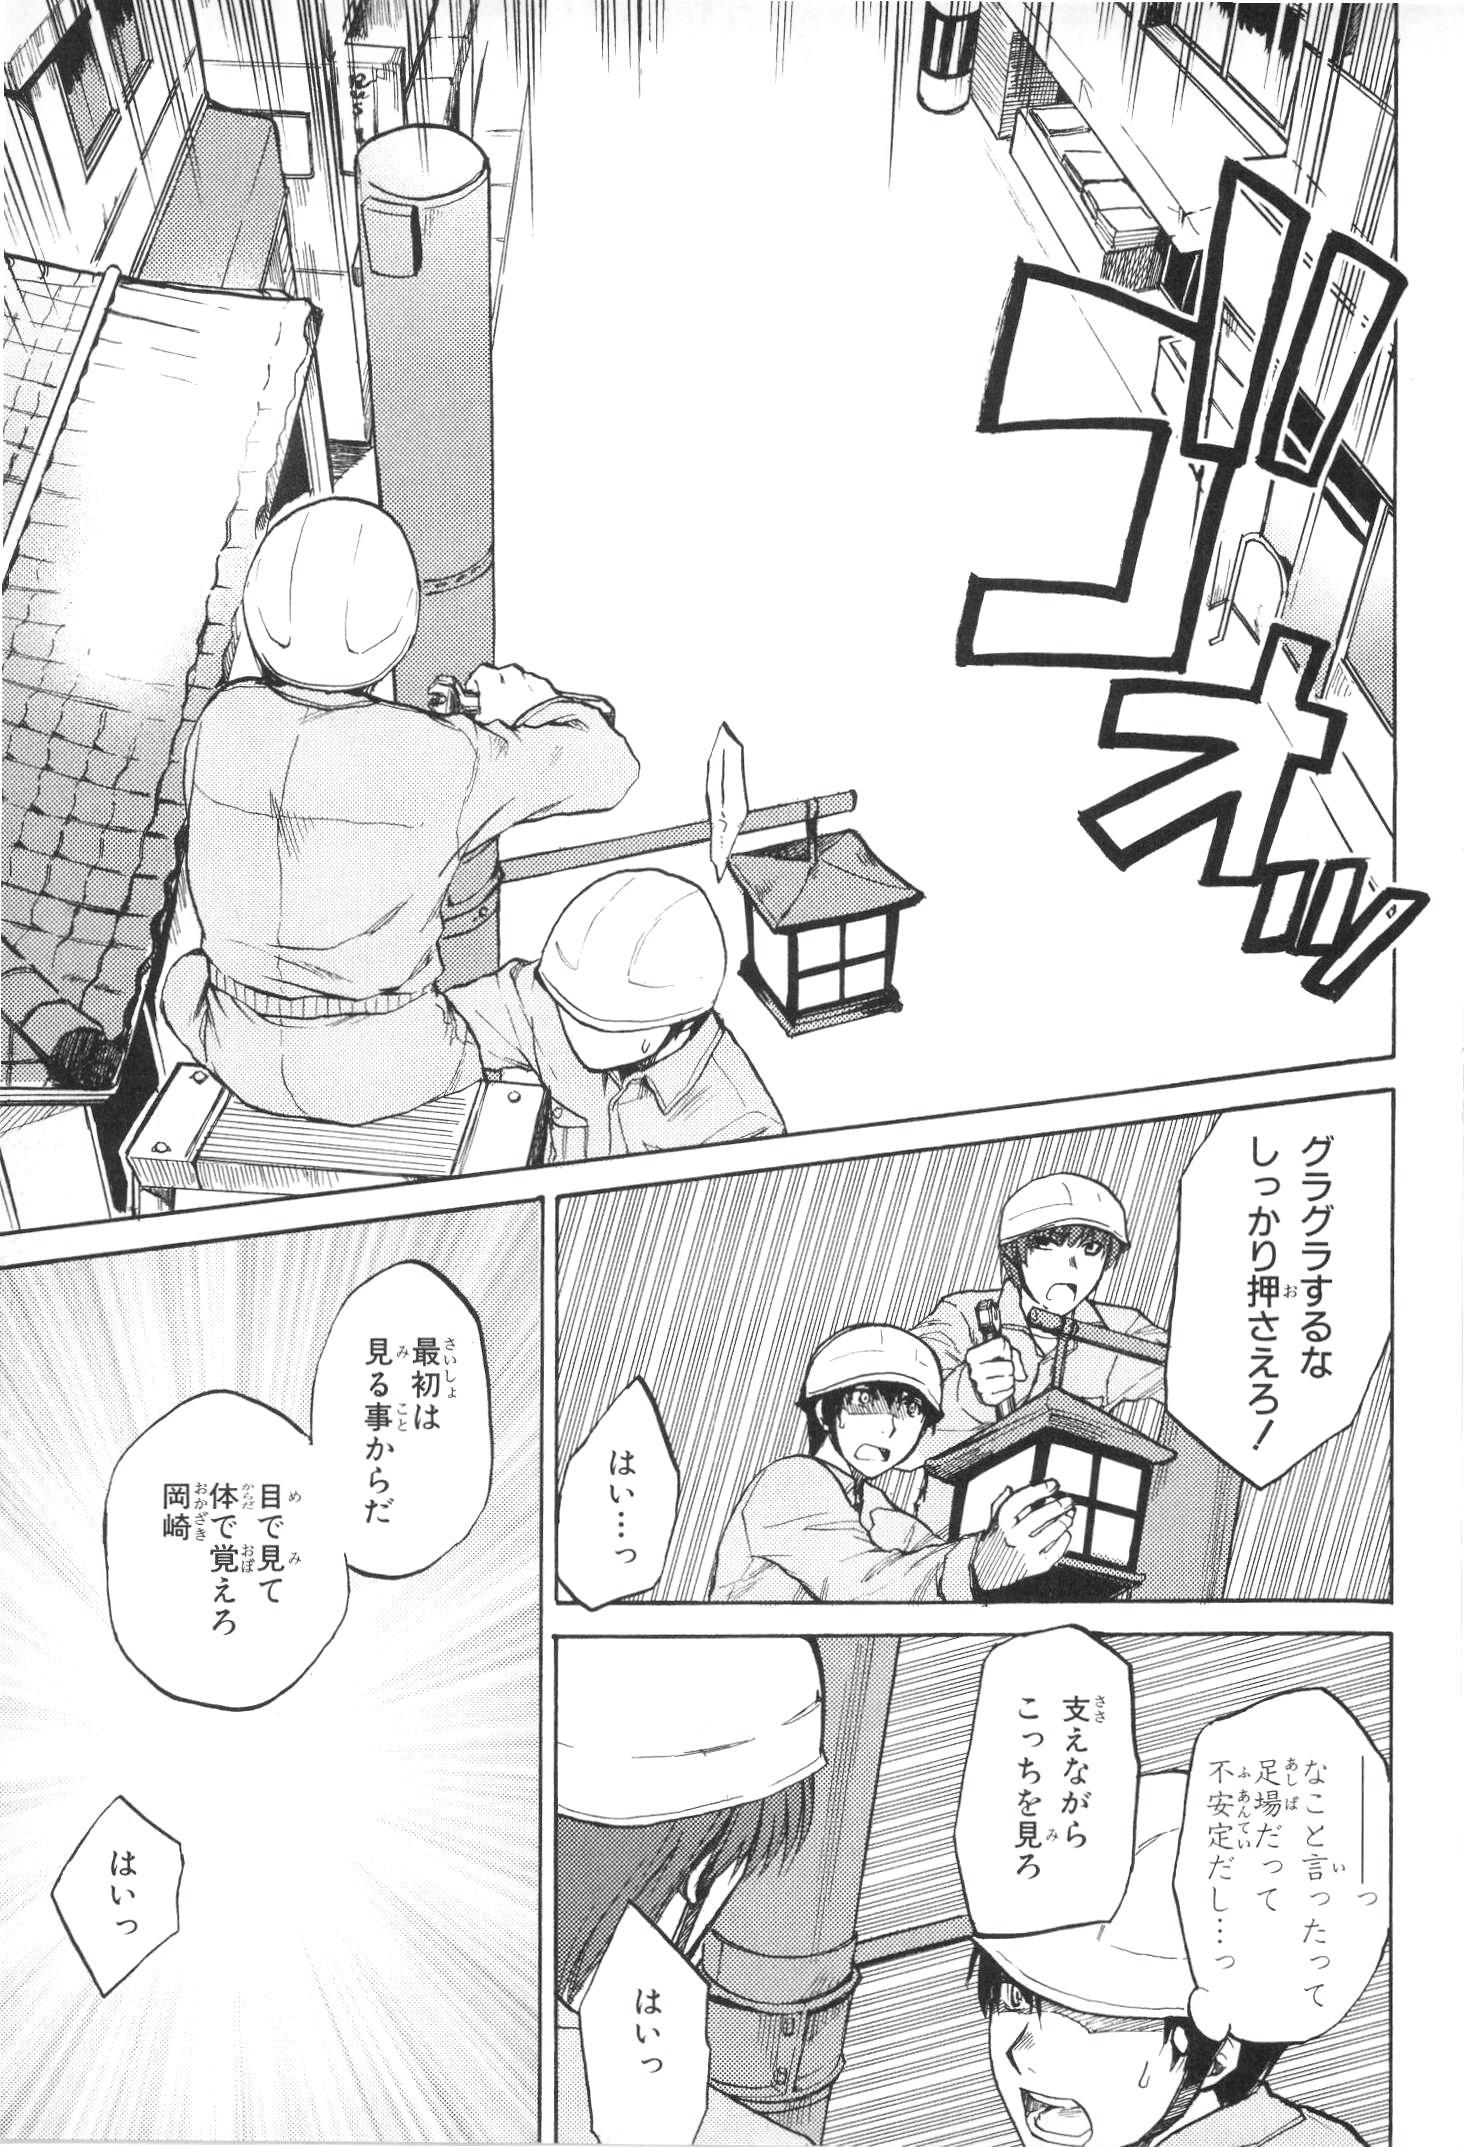 ゴオッ
う…
グラグラするな
しっかり押さえろ！
はい…っ
――っ
なこと言ったって
足場だって
不安定だし…っ
支えながら
こっちを見ろ
はいっ
最初は
見る事からだ
目で見て
体で覚えろ
岡崎
はいっ